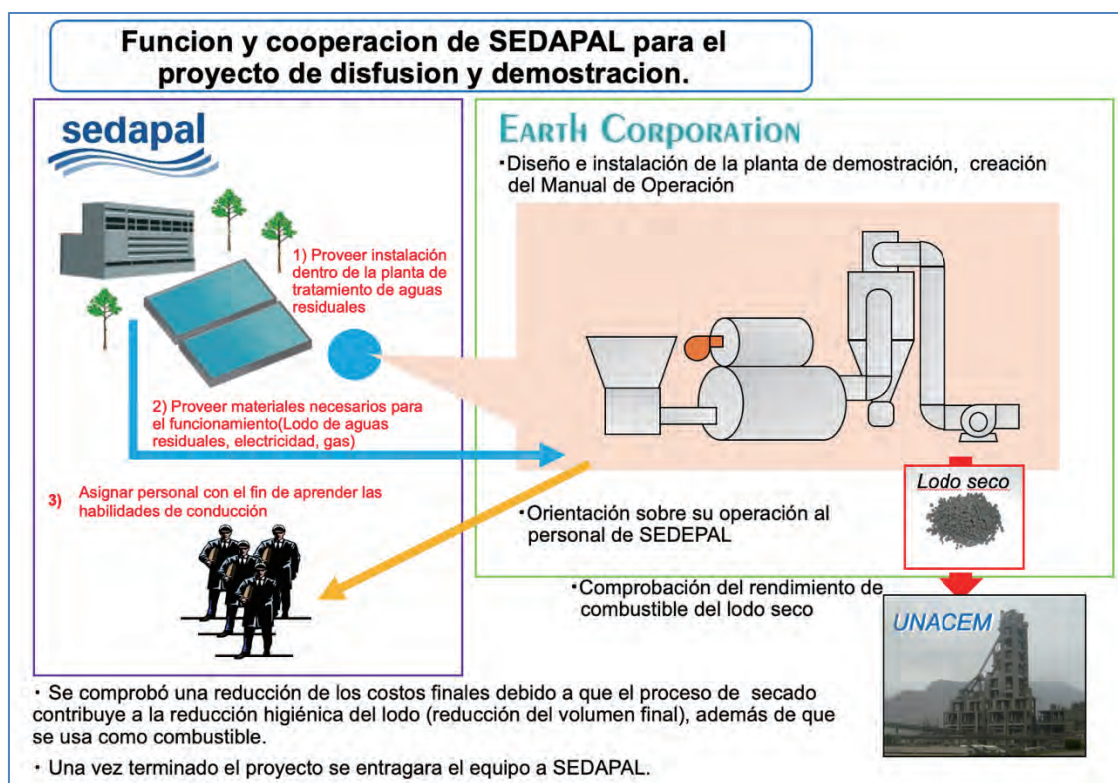 Funcion y cooperacion de SEDAPAL para el
proyecto de disfusion y demostracion.
sedapal
1) Proveer instalación
dentro de la planta de
tratamiento de aguas
residuales
2) Proveer materiales necesarios para
el funcionamiento(Lodo de aguas
residuales, electricidad, gas)
3) Asignar personal con el fin de aprender las
habilidades de conducción
EARTH CORPORATION
・Diseño e instalación de la planta de demostración, creación
del Manual de Operación
Lodo seco
・Orientación sobre su operación al
personal de SEDEPAL
・Comprobación del rendimiento de
combustible del lodo seco
UNACEM
・Se comprobó una reducción de los costos finales debido a que el proceso de secado
contribuye a la reducción higiénica del lodo (reducción del volumen final), además de que
se usa como combustible.
・Una vez terminado el proyecto se entragara el equipo a SEDAPAL.